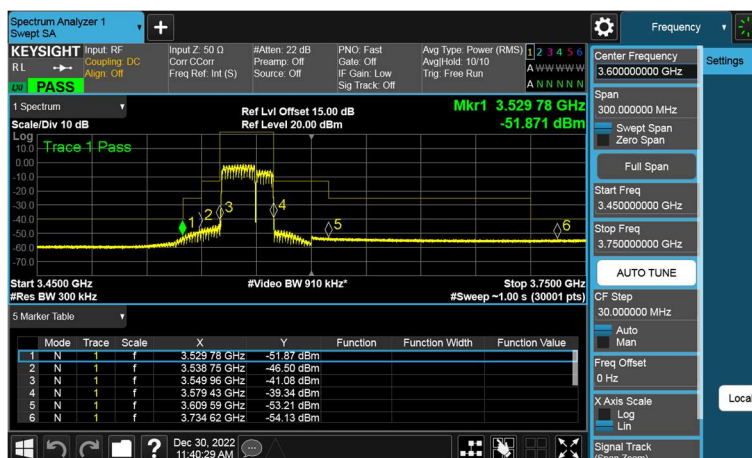 Spectrum Analyzer 1
Swept SA
Frequency
KEYSIGHT Input: RF Input Z: 50 Ω #Atten: 22 dB PNO: Fast Avg Type: Power (RMS) 1 2 3 4 5 6
RL Coupling: DC Corr CCorr Preamp: Off Gate: Off Avg|Hold: 10/10
Align: Off Freq Ref: Int (S) Source: Off IF Gain: Low Trig: Free Run A W W W W W
LXI PASS Sig Track: Off A N N N N N
1 Spectrum
Scale/Div 10 dB
Ref Lvl Offset 15.00 dB
Ref Level 20.00 dBm
Mkr1 3.529 78 GHz
-51.871 dBm
Log
Trace 1 Pass
10.0
0.00
-10.0
-20.0
-30.0
-40.0
-50.0
-60.0
-70.0
1
2
3
4
5
6
Start 3.4500 GHz #Video BW 910 kHz* Stop 3.7500 GHz
#Res BW 300 kHz #Sweep ~1.00 s (30001 pts)
5 Marker Table
Mode Trace Scale X Y Function Function Width Function Value
1 N 1 f 3.529 78 GHz -51.87 dBm
2 N 1 f 3.538 75 GHz -46.50 dBm
3 N 1 f 3.549 96 GHz -41.08 dBm
4 N 1 f 3.579 43 GHz -39.34 dBm
5 N 1 f 3.609 59 GHz -53.21 dBm
6 N 1 f 3.734 62 GHz -54.13 dBm
?
Dec 30, 2022
11:40:29 AM
Center Frequency
3.600000000 GHz
Settings
Span
300.000000 MHz
Swept Span
Zero Span
Full Span
Start Freq
3.450000000 GHz
Stop Freq
3.750000000 GHz
AUTO TUNE
CF Step
30.000000 MHz
Auto
Man
Freq Offset
0 Hz
X Axis Scale
Log
Lin
Local
Signal Track
(Span Zoom)